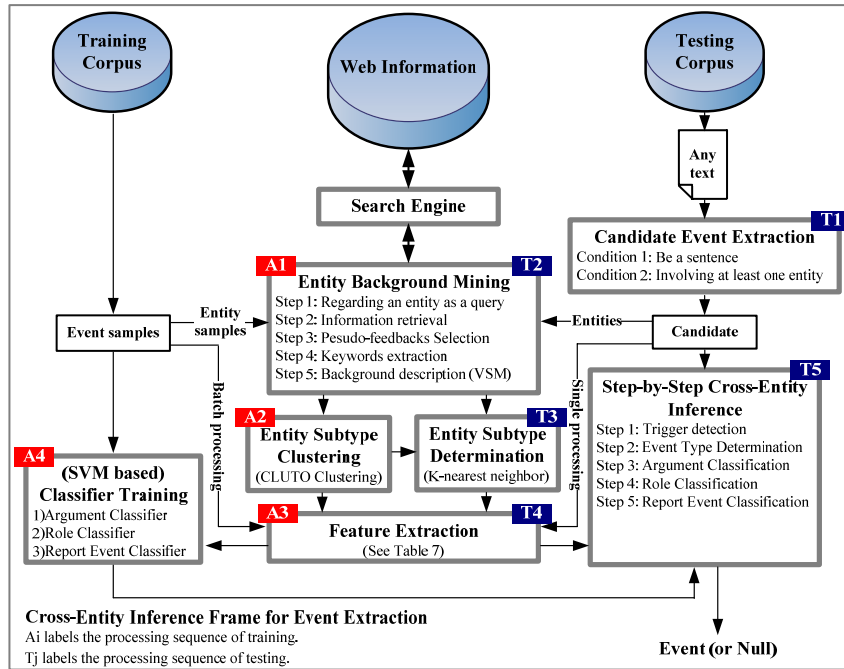 Training
Corpus
Web Information
Testing
Corpus
Any
text
Search Engine
T1
Candidate Event Extraction
Condition 1: Be a sentence
Condition 2: Involving at least one entity
A1
T2
Entity Background Mining
Step 1: Regarding an entity as a query
Step 2: Information retrieval
Step 3: Pesudo-feedbacks Selection
Step 4: Keywords extraction
Step 5: Background description (VSM)
Entity
samples
Event samples
Entities
Candidate
Batch processing
Single processing
T5
Step-by-Step Cross-Entity
Inference
Step 1: Trigger detection
Step 2: Event Type Determination
Step 3: Argument Classification
Step 4: Role Classification
Step 5: Report Event Classification
A2
Entity Subtype
Clustering
(CLUTO Clustering)
T3
Entity Subtype
Determination
(K-nearest neighbor)
A4
(SVM based)
Classifier Training
1)Argument Classifier
2)Role Classifier
3)Report Event Classifier
A3
T4
Feature Extraction
(See Table 7)
Cross-Entity Inference Frame for Event Extraction
Ai labels the processing sequence of training.
Tj labels the processing sequence of testing.
Event (or Null)